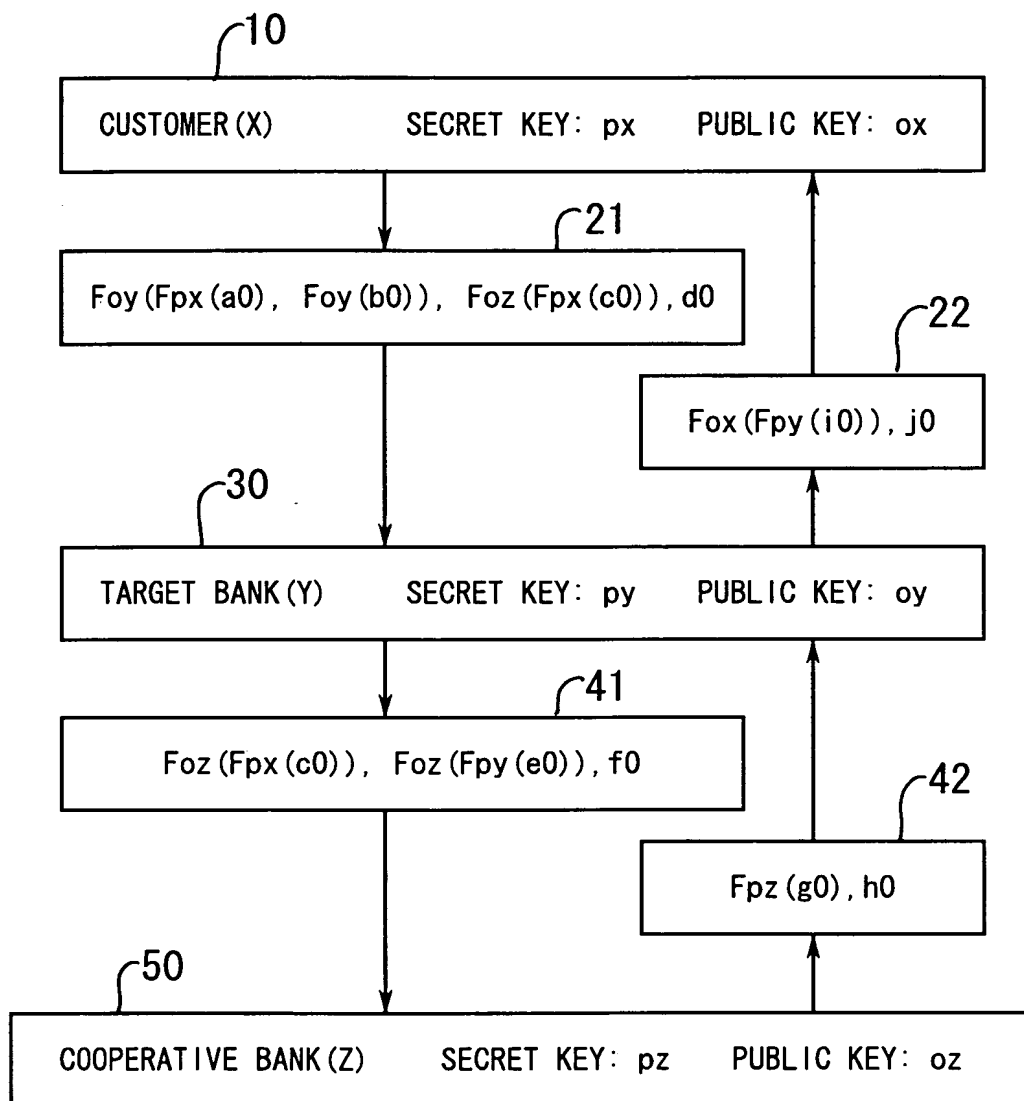 10
CUSTOMER(X) SECRET KEY: px PUBLIC KEY: ox
21
Foy(Fpx(a0), Foy(b0)), Foz(Fpx(c0)),d0
22
Fox(Fpy(i0)),j0
30
TARGET BANK(Y) SECRET KEY: py PUBLIC KEY: oy
41
Foz(Fpx(c0)), Foz(Fpy(e0)),f0
42
Fpz(g0),h0
50
COOPERATIVE BANK(Z) SECRET KEY: pz PUBLIC KEY: oz